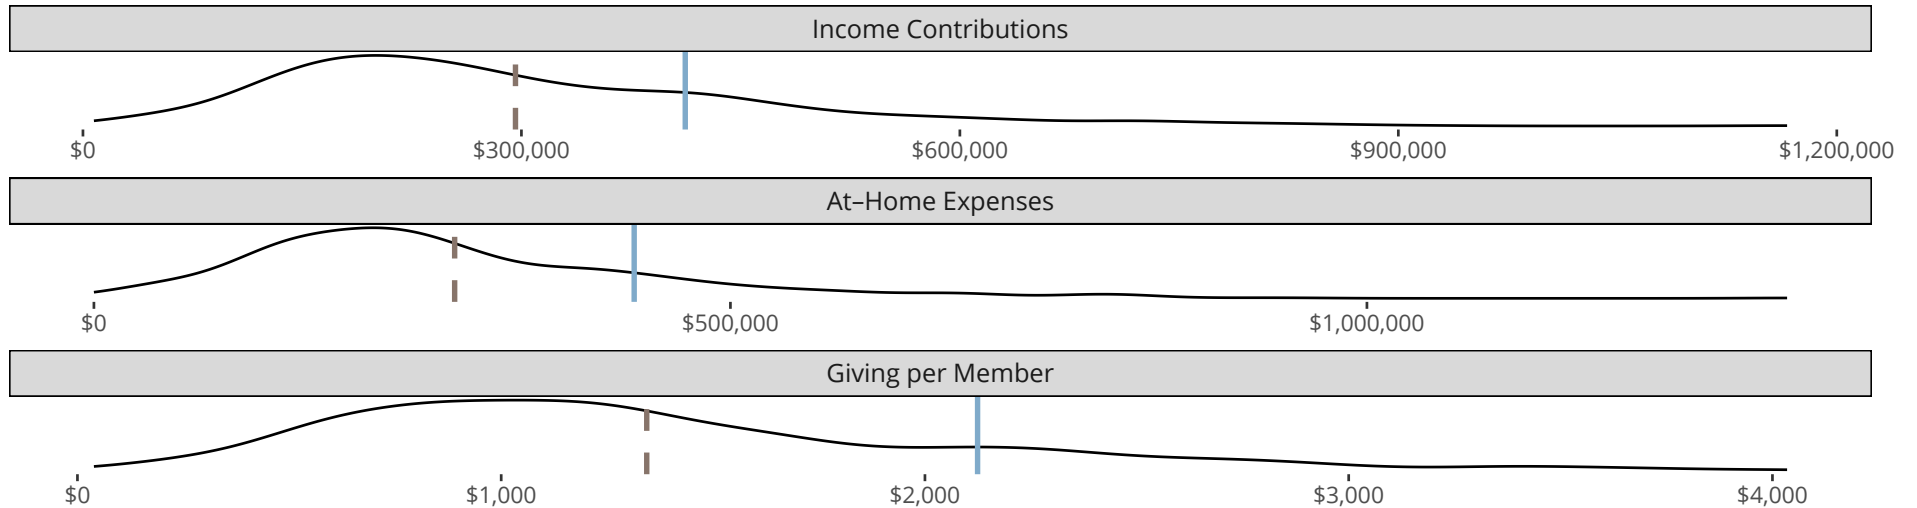 Income Contributions
$0 $300,000 $600,000 $900,000 $1,200,000
At–Home Expenses
$0 $500,000 $1,000,000
Giving per Member
$0 $1,000 $2,000 $3,000 $4,000